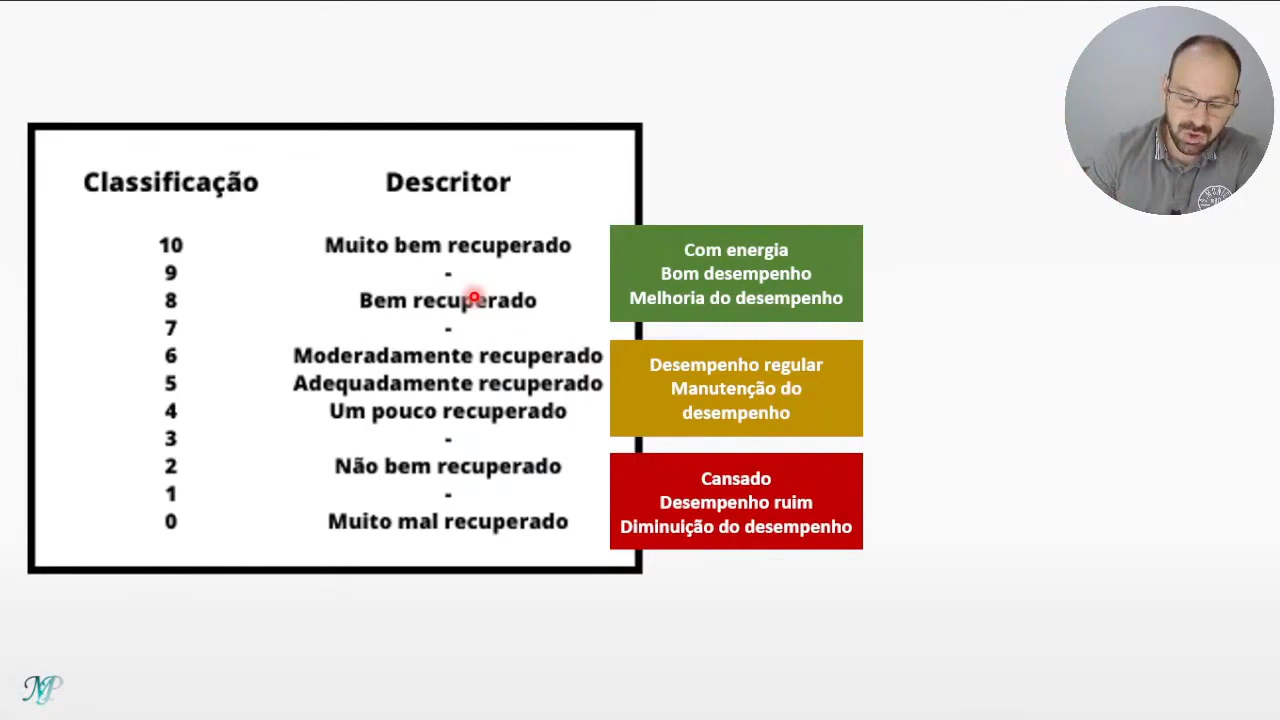 Classificação Descritor
10 Muito bem recuperado
9 -
8 Bem recuperado
7 -
6 Moderadamente recuperado
5 Adequadamente recuperado
4 Um pouco recuperado
3 -
2 Não bem recuperado
1 -
0 Muito mal recuperado
Com energia
Bom desempenho
Melhoria do desempenho
Desempenho regular
Manutenção do
desempenho
Cansado
Desempenho ruim
Diminuição do desempenho
MP